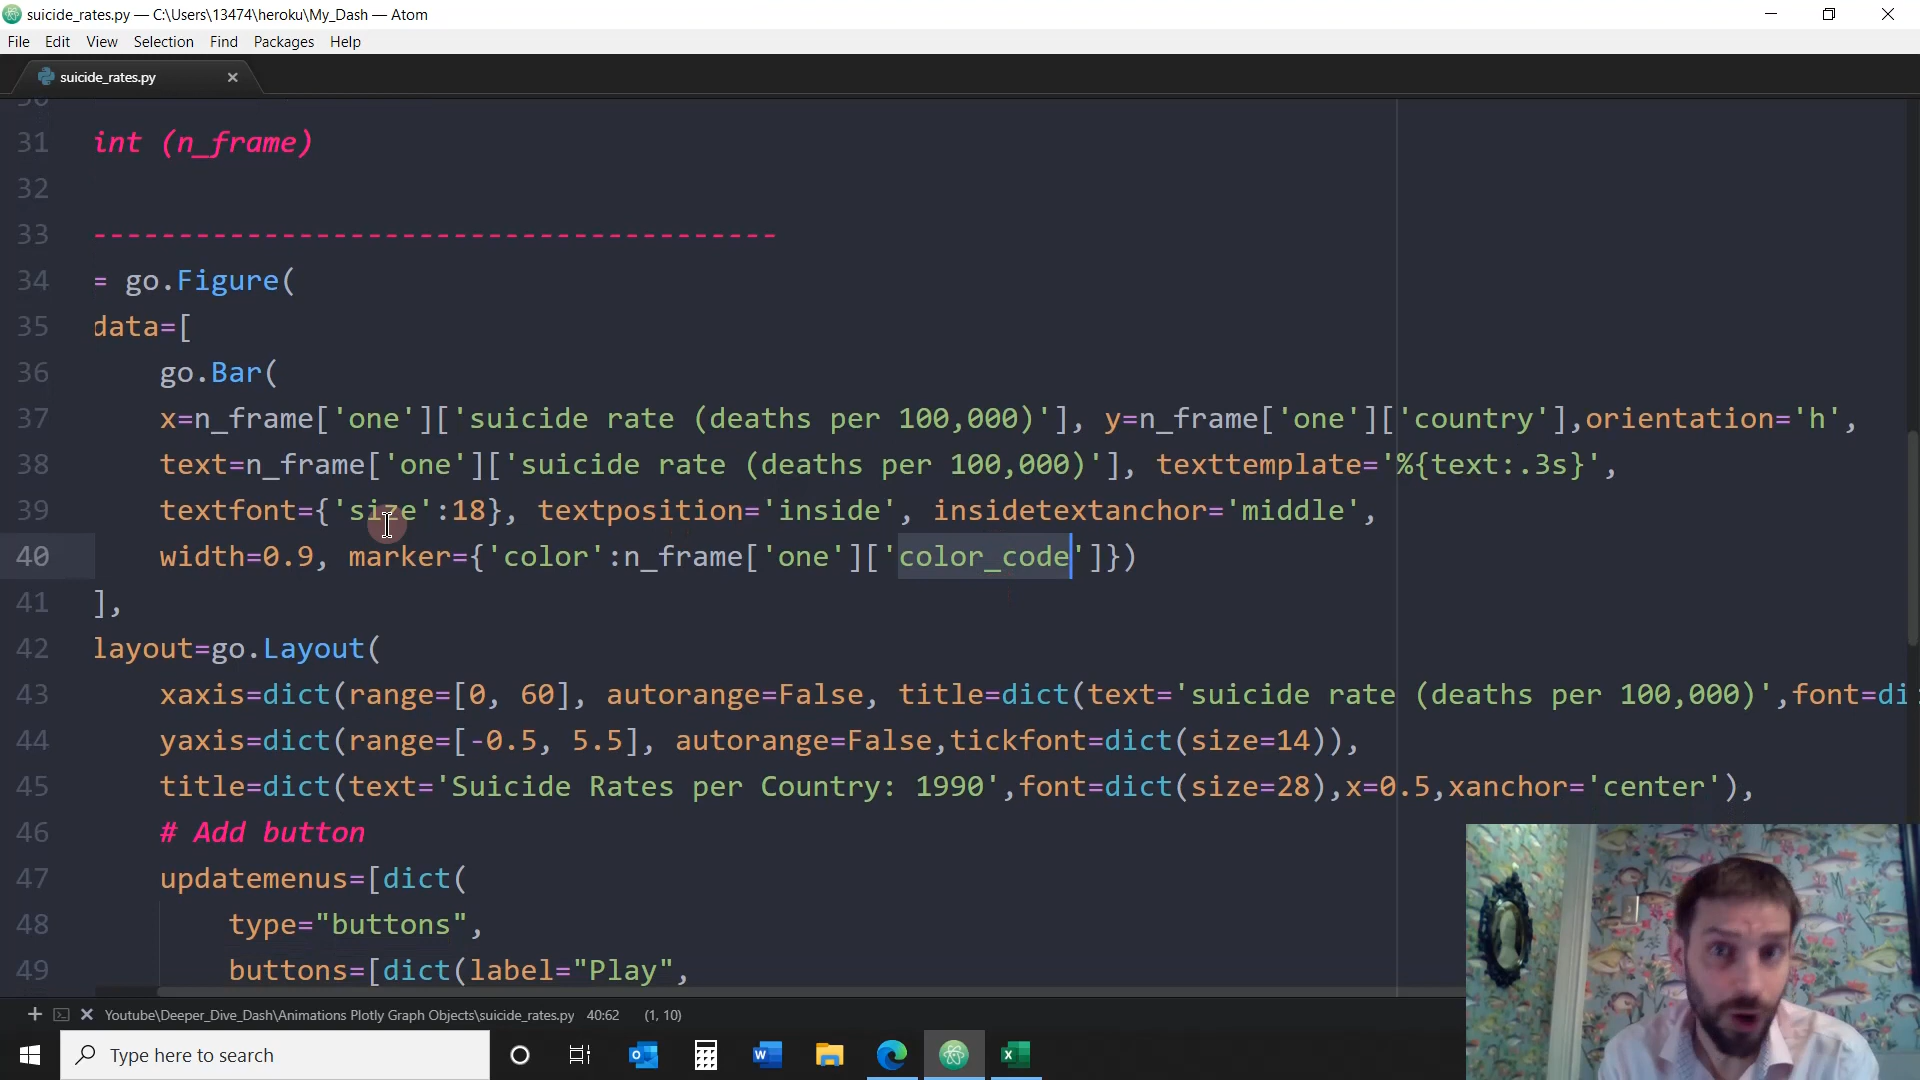 suicide_rates.py — C:\Users\13474\heroku\My_Dash — Atom
File Edit View Selection Find Packages Help
suicide_rates.py
31 int (n_frame)
32
33 ----------------------------------------
34 = go.Figure(
35 data=[
36 go.Bar(
37 x=n_frame['one']['suicide rate (deaths per 100,000)'], y=n_frame['one']['country'],orientation='h',
38 text=n_frame['one']['suicide rate (deaths per 100,000)'], texttemplate='%{text:.3s}',
39 textfont={'size':18}, textposition='inside', insidetextanchor='middle',
40 width=0.9, marker={'color':n_frame['one']['color_code']})
41 ],
42 layout=go.Layout(
43 xaxis=dict(range=[0, 60], autorange=False, title=dict(text='suicide rate (deaths per 100,000)',font=di
44 yaxis=dict(range=[-0.5, 5.5], autorange=False,tickfont=dict(size=14)),
45 title=dict(text='Suicide Rates per Country: 1990',font=dict(size=28),x=0.5,xanchor='center'),
46 # Add button
47 updatemenus=[dict(
48 type="buttons",
49 buttons=[dict(label="Play",
Youtube\Deeper_Dive_Dash\Animations Plotly Graph Objects\suicide_rates.py 40:62 (1, 10)
Type here to search